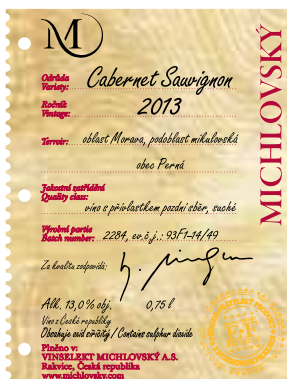 M
Odrůda
Variety:
Cabernet Sauvignon
Ročník
Vintage:
2013
Terroir:
oblast Morava, podoblast mikulovská
obec Perná
Jakostní zatřídění
Quality class:
víno s přívlastkem pozdní sběr, suché
Výrobní partie
Batch number:
2284, ev.č.j.: 93F1-14/49
Za kvalitu zodpovídá:
Alk. 13,0% obj.
0,75 l
Víno z České republiky
Obsahuje oxid siřičitý / Contains sulphur dioxide
Plněno v:
VINSELEKT MICHLOVSKÝ A.S.
Rakvice, Česká republika
www.michlovsky.com
MICHLOVSKÝ